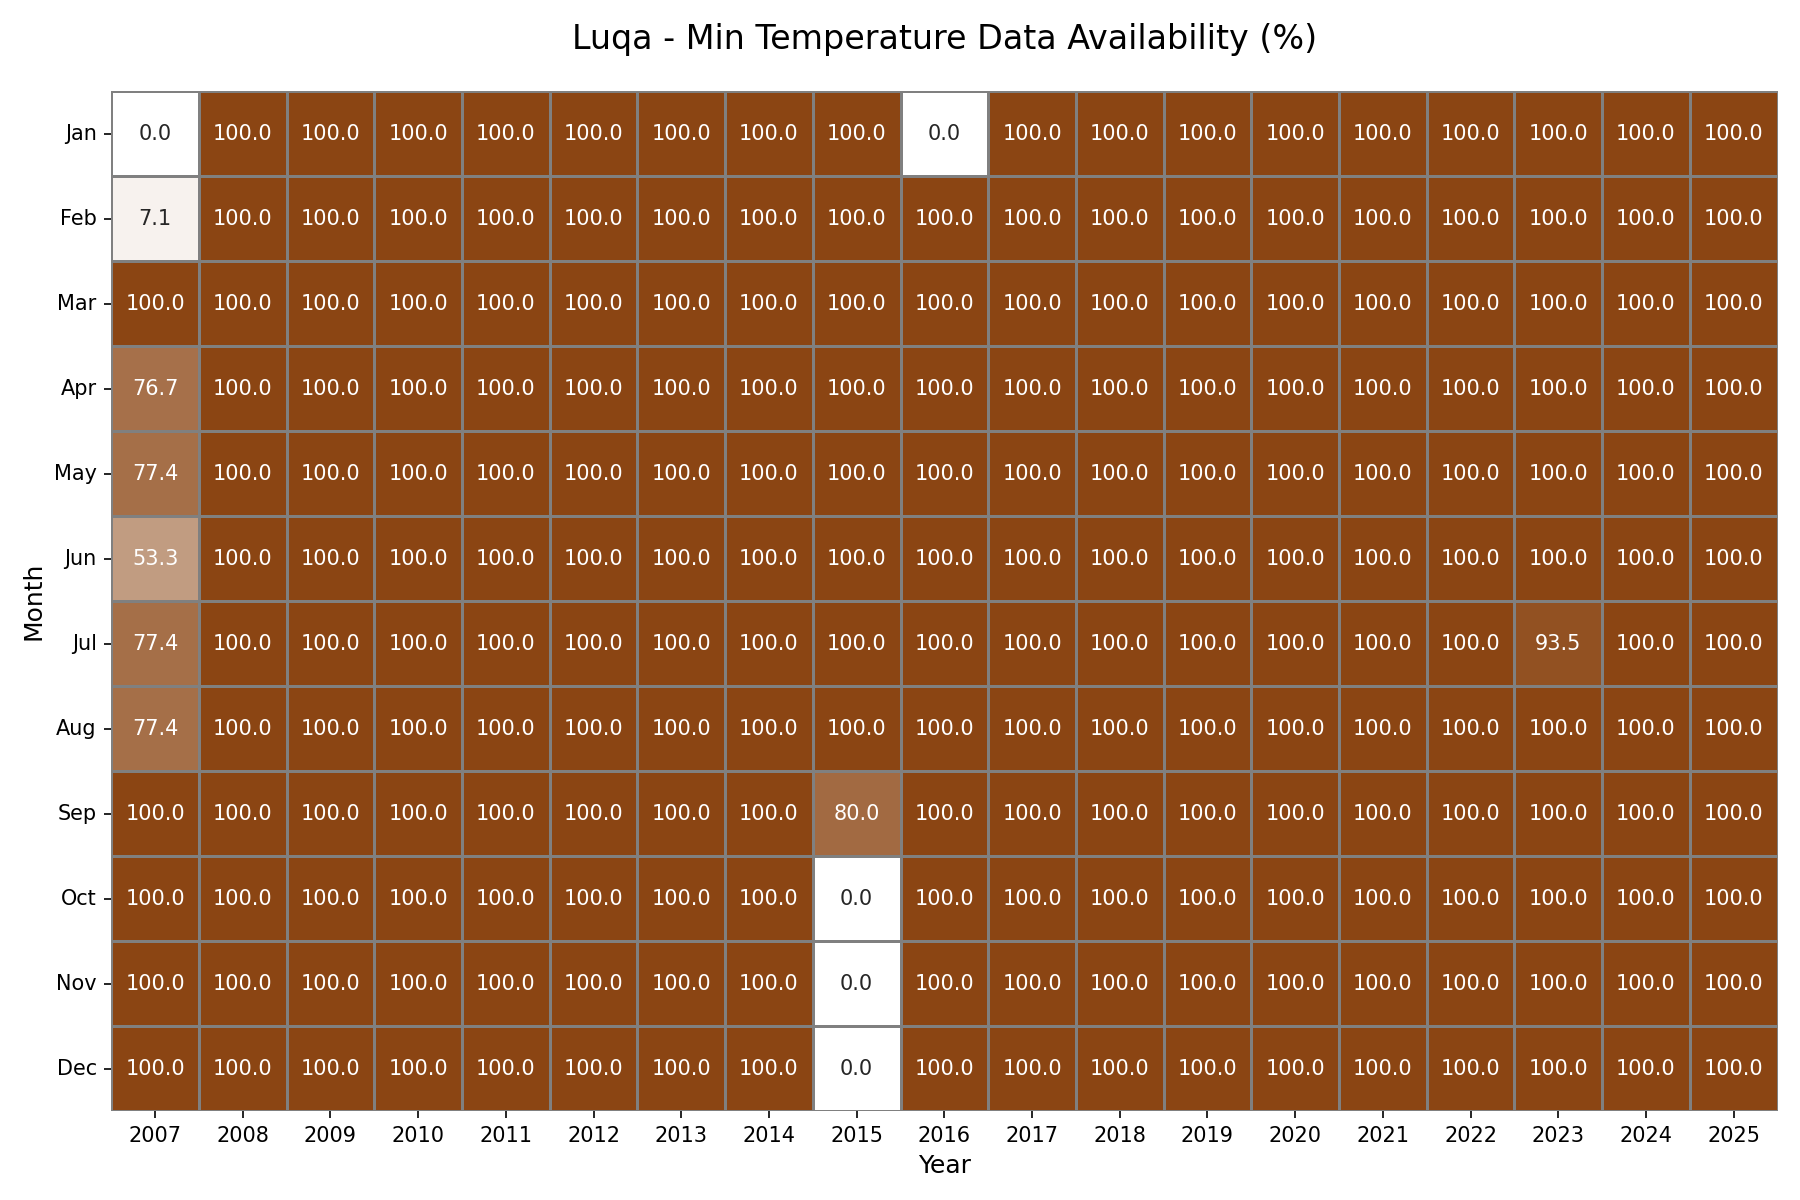 Luqa - Min Temperature Data Availability (%)
Jan 0.0 100.0 100.0 100.0 100.0 100.0 100.0 100.0 100.0 0.0 100.0 100.0 100.0 100.0 100.0 100.0 100.0 100.0 100.0
Feb 7.1 100.0 100.0 100.0 100.0 100.0 100.0 100.0 100.0 100.0 100.0 100.0 100.0 100.0 100.0 100.0 100.0 100.0 100.0
Mar 100.0 100.0 100.0 100.0 100.0 100.0 100.0 100.0 100.0 100.0 100.0 100.0 100.0 100.0 100.0 100.0 100.0 100.0 100.0
Apr 76.7 100.0 100.0 100.0 100.0 100.0 100.0 100.0 100.0 100.0 100.0 100.0 100.0 100.0 100.0 100.0 100.0 100.0 100.0
May 77.4 100.0 100.0 100.0 100.0 100.0 100.0 100.0 100.0 100.0 100.0 100.0 100.0 100.0 100.0 100.0 100.0 100.0 100.0
Jun 53.3 100.0 100.0 100.0 100.0 100.0 100.0 100.0 100.0 100.0 100.0 100.0 100.0 100.0 100.0 100.0 100.0 100.0 100.0
Month
Jul 77.4 100.0 100.0 100.0 100.0 100.0 100.0 100.0 100.0 100.0 100.0 100.0 100.0 100.0 100.0 100.0 93.5 100.0 100.0
Aug 77.4 100.0 100.0 100.0 100.0 100.0 100.0 100.0 100.0 100.0 100.0 100.0 100.0 100.0 100.0 100.0 100.0 100.0 100.0
Sep 100.0 100.0 100.0 100.0 100.0 100.0 100.0 100.0 80.0 100.0 100.0 100.0 100.0 100.0 100.0 100.0 100.0 100.0 100.0
Oct 100.0 100.0 100.0 100.0 100.0 100.0 100.0 100.0 0.0 100.0 100.0 100.0 100.0 100.0 100.0 100.0 100.0 100.0 100.0
Nov 100.0 100.0 100.0 100.0 100.0 100.0 100.0 100.0 0.0 100.0 100.0 100.0 100.0 100.0 100.0 100.0 100.0 100.0 100.0
Dec 100.0 100.0 100.0 100.0 100.0 100.0 100.0 100.0 0.0 100.0 100.0 100.0 100.0 100.0 100.0 100.0 100.0 100.0 100.0
2007 2008 2009 2010 2011 2012 2013 2014 2015 2016 2017 2018 2019 2020 2021 2022 2023 2024 2025
Year